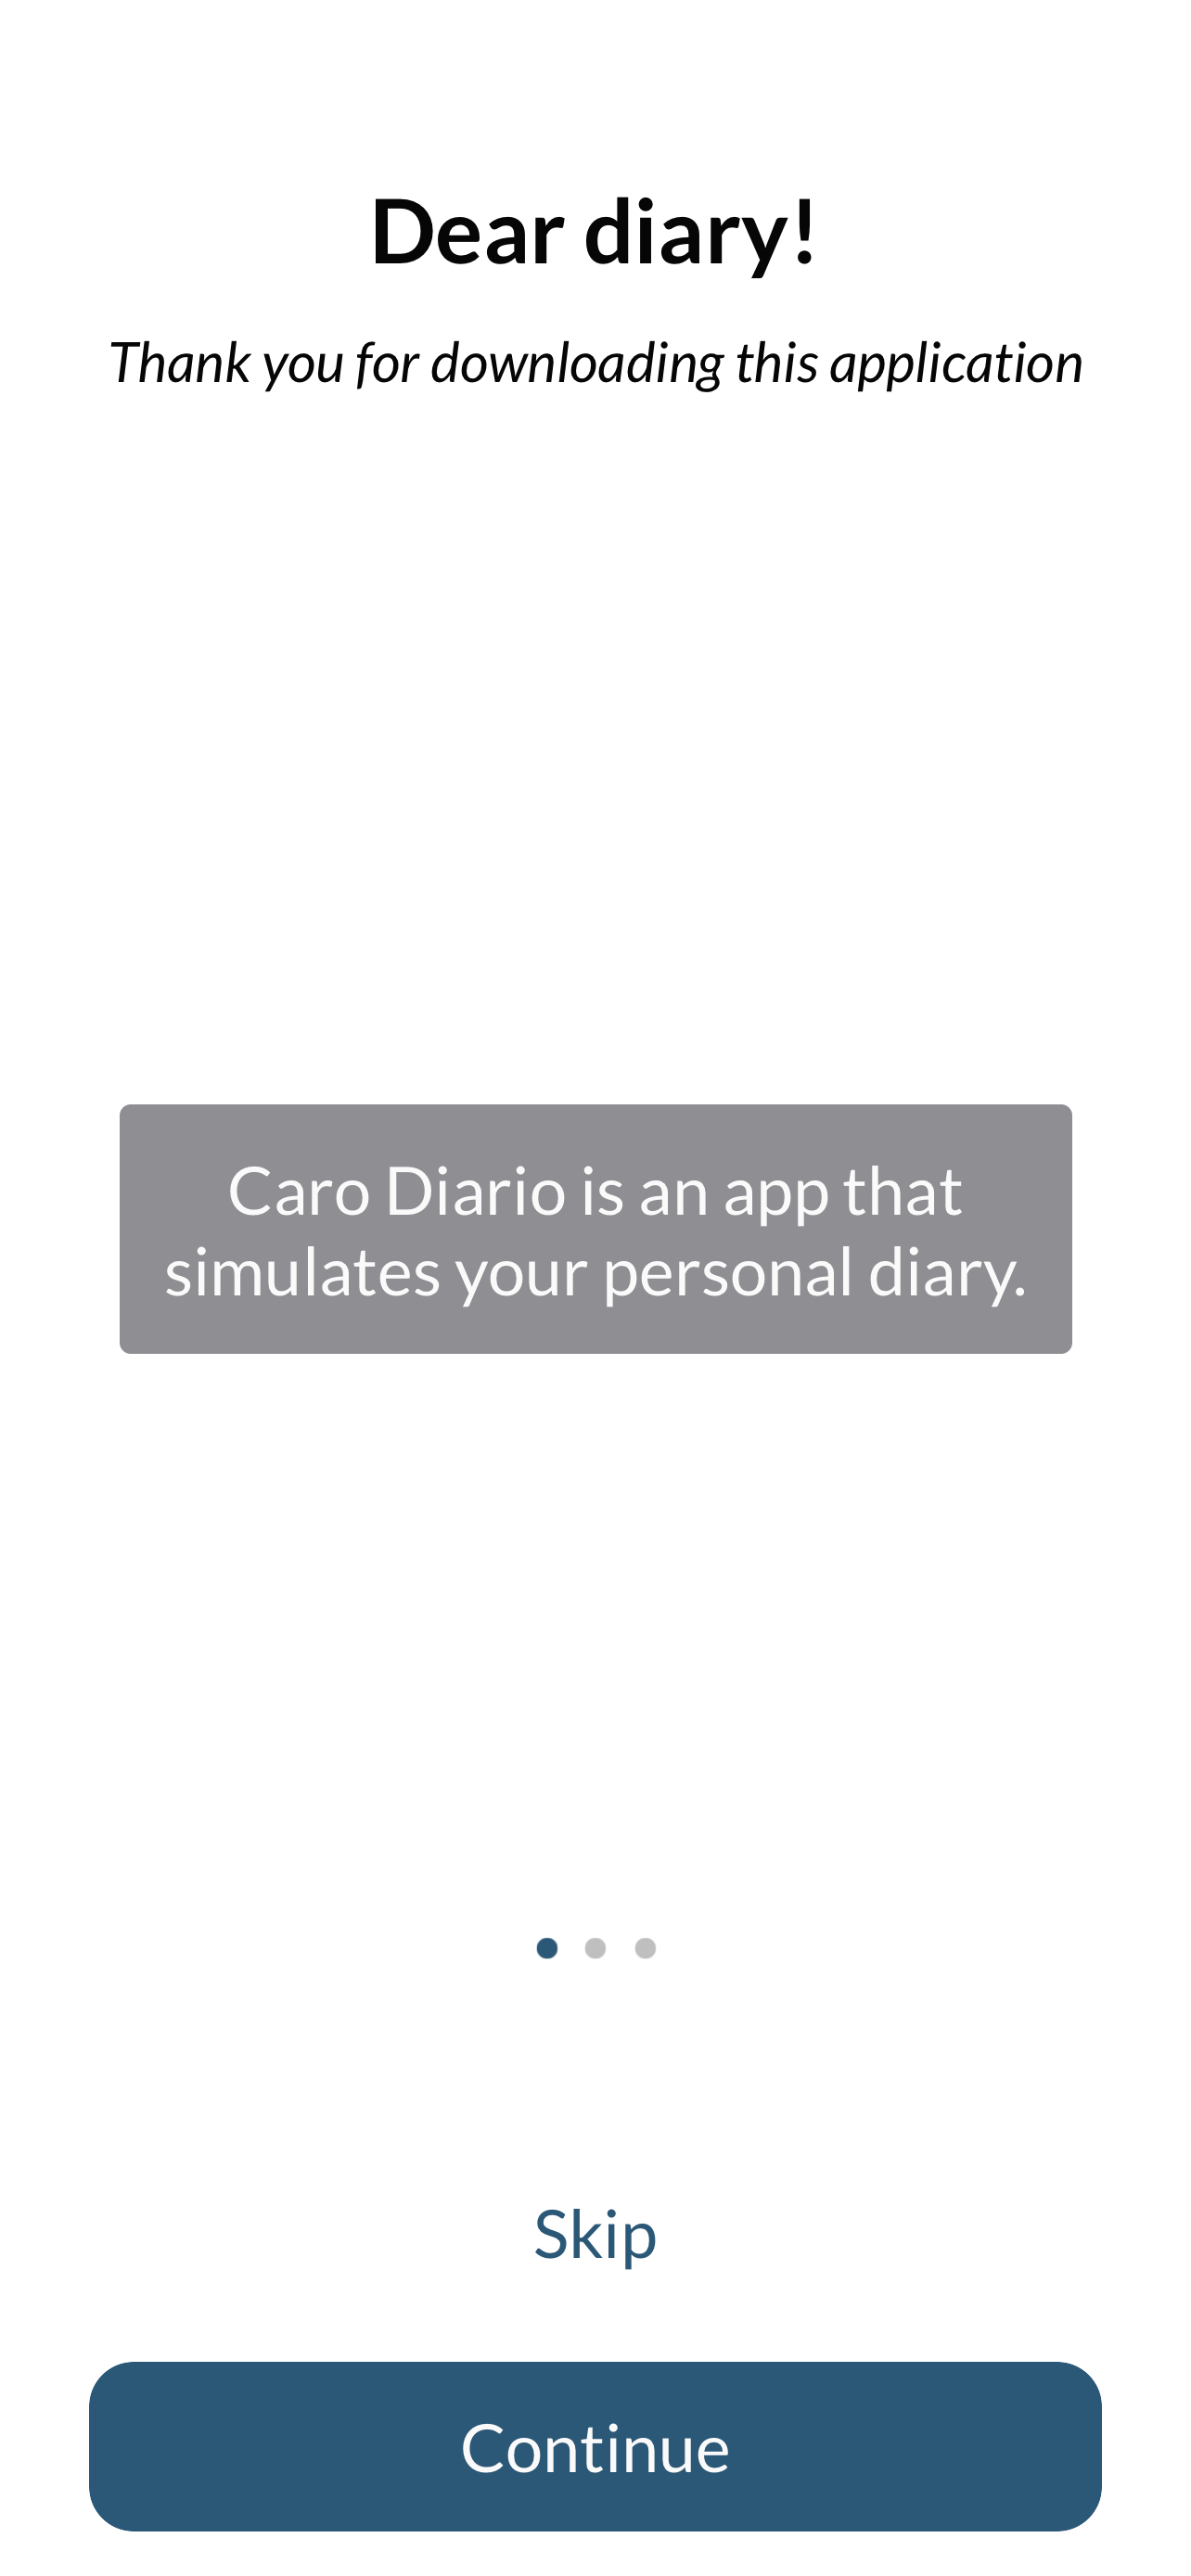 Dear diary!
Thank you for downloading this application
Caro Diario is an app that
simulates your personal diary.
Skip
Continue